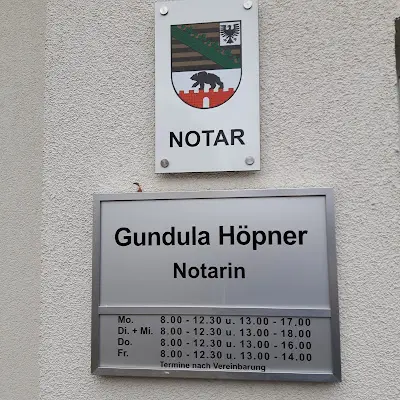 NOTAR
Gundula Höpner
Notarin
Mo. 8.00 - 12.30 u. 13.00 - 17.00
Di. + Mi. 8.00 - 12.30 u. 13.00 - 18.00
Do. 8.00 - 12.30 u. 13.00 - 16.00
Fr. 8.00 - 12.30 u. 13.00 - 14.00
Termine nach Vereinbarung